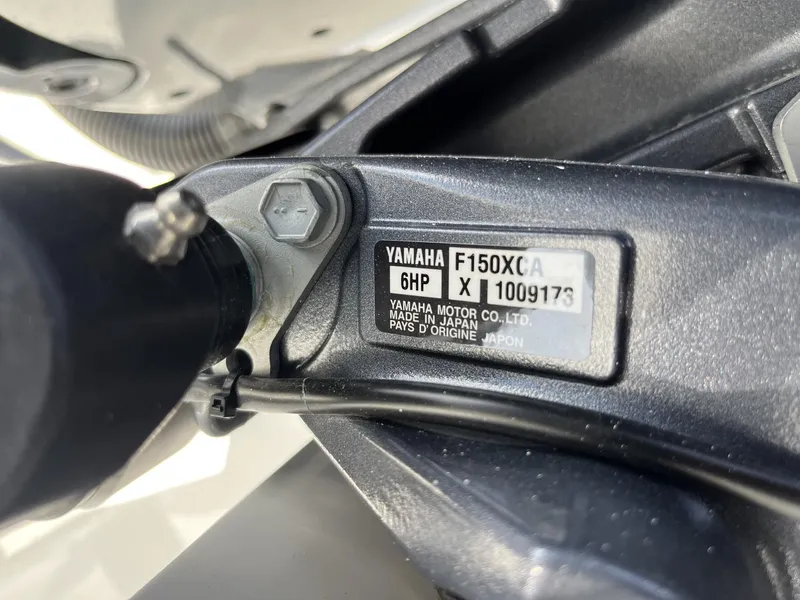 YAMAHA F150XCA
6HP X 1009173
YAMAHA MOTOR CO.,LTD.
MADE IN JAPAN
PAYS D'ORIGINE JAPON